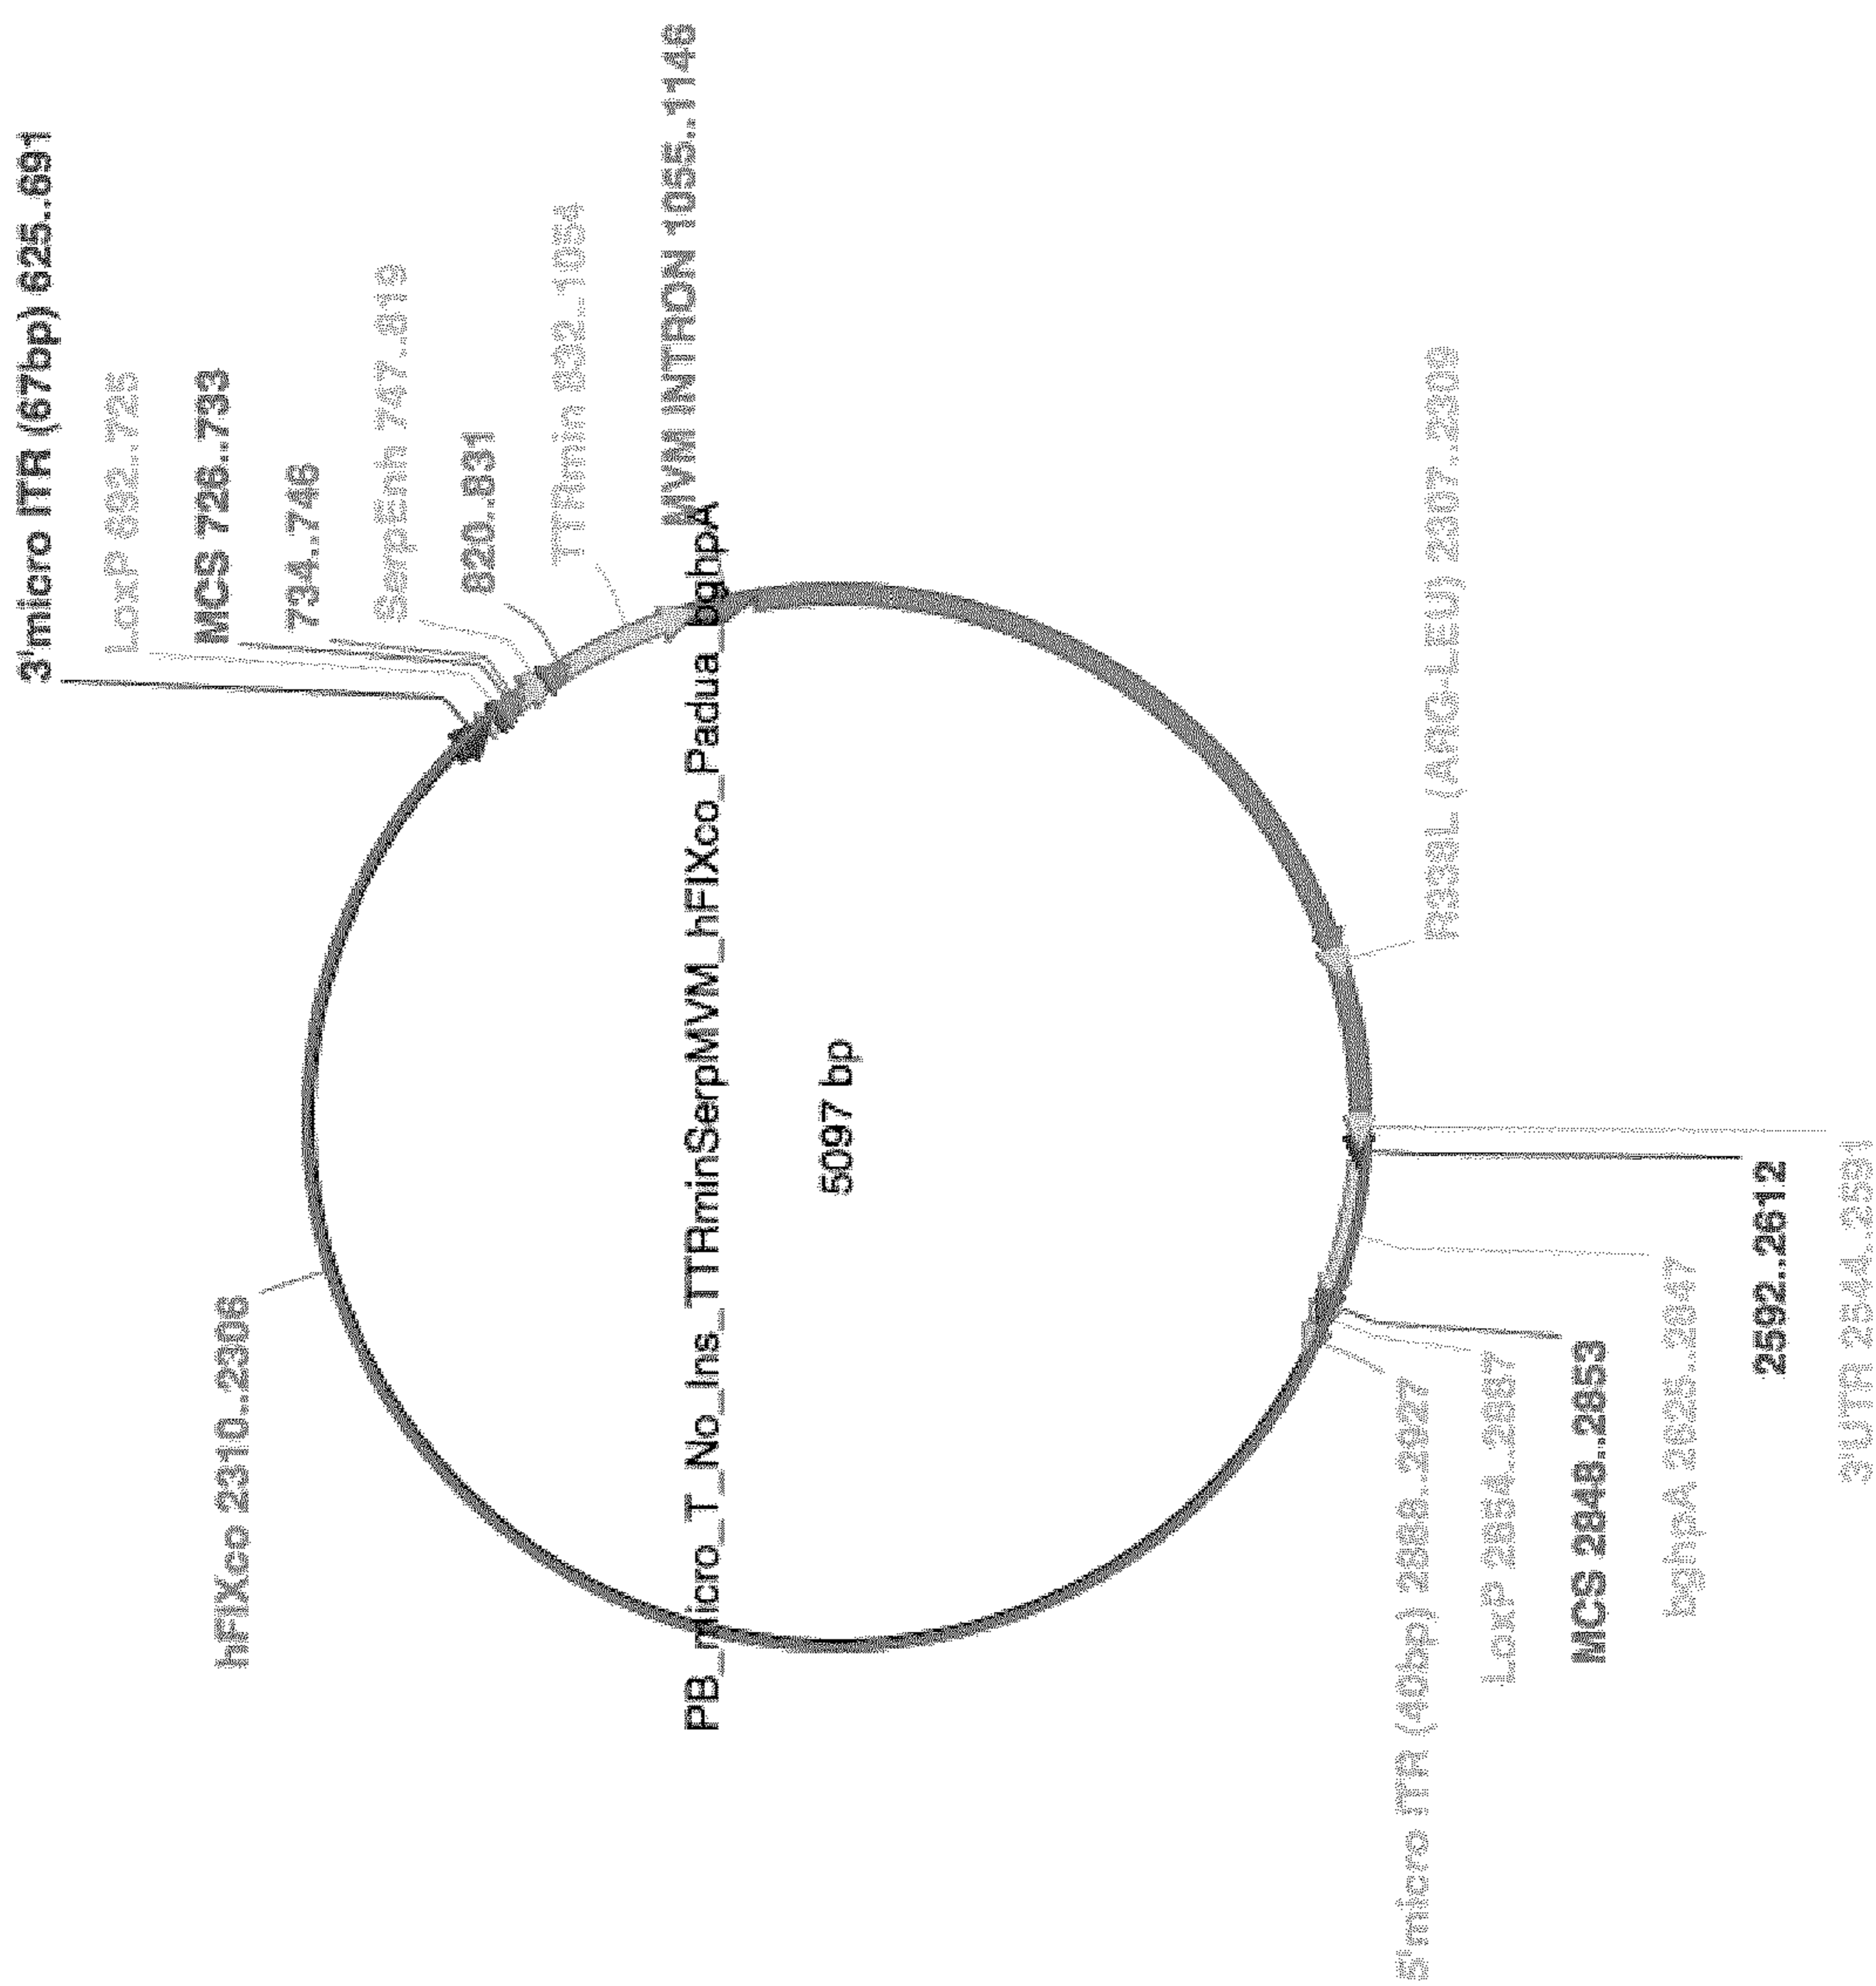 3'micro ITR (67bp) 625..691
LoxP 692..725
MCS 728..733
734..746
SerpEnh 747..819
820..831
TTRmin 832..1054
MVM INTRON 1055..1146
PB_micro_T_No_Ins_TTRminSerpMVM_hFIXco_Padua_bghpA
5097 bp
R338L (ARG-LEU) 2307..2309
hFIXco 2310..2306
3'UTR 2544..2591
2592..2612
bghpA 2625..2847
MCS 2848..2853
LoxP 2854..2887
5'micro ITR (40bp) 2888..2927